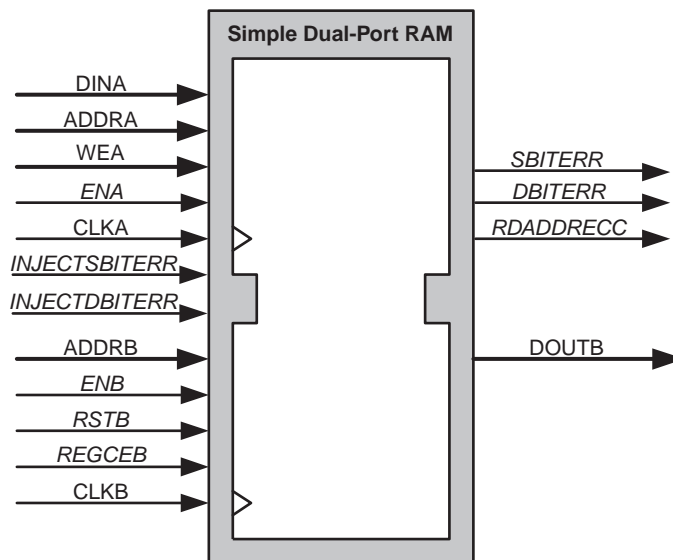 Simple Dual-Port RAM
DINA
ADDRA
WEA
ENA
CLKA
INJECTSBITERR
INJECTDBITERR
ADDRB
ENB
RSTB
REGCEB
CLKB
SBITERR
DBITERR
RDADDRECC
DOUTB